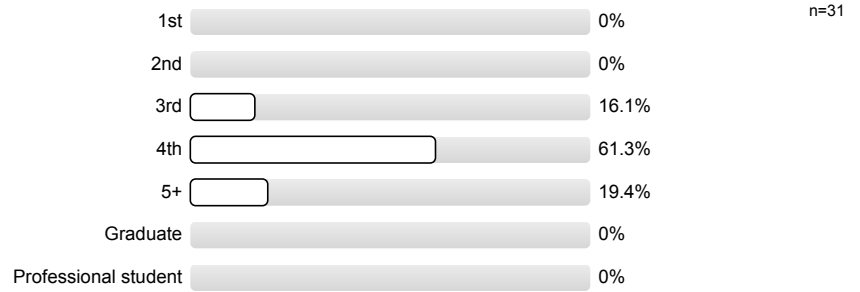 1st 0% n=31
2nd 0%
3rd 16.1%
4th 61.3%
5+ 19.4%
Graduate 0%
Professional student 0%